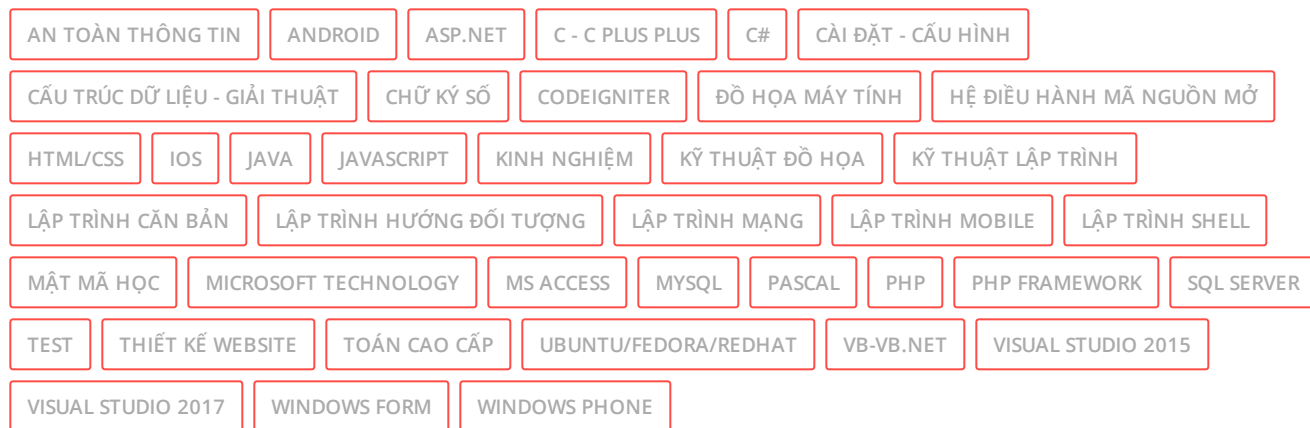 AN TOÀN THÔNG TIN ANDROID ASP.NET C - C PLUS PLUS C# CÀI ĐẶT - CẤU HÌNH
CẤU TRÚC DỮ LIỆU - GIẢI THUẬT CHỮ KÝ SỐ CODEIGNITER ĐỒ HỌA MÁY TÍNH HỆ ĐIỀU HÀNH MÃ NGUỒN MỞ
HTML/CSS IOS JAVA JAVASCRIPT KINH NGHIỆM KỸ THUẬT ĐỒ HỌA KỸ THUẬT LẬP TRÌNH
LẬP TRÌNH CĂN BẢN LẬP TRÌNH HƯỚNG ĐỐI TƯỢNG LẬP TRÌNH MẠNG LẬP TRÌNH MOBILE LẬP TRÌNH SHELL
MẬT MÃ HỌC MICROSOFT TECHNOLOGY MS ACCESS MYSQL PASCAL PHP PHP FRAMEWORK SQL SERVER
TEST THIẾT KẾ WEBSITE TOÁN CAO CẤP UBUNTU/FEDORA/REDHAT VB-VB.NET VISUAL STUDIO 2015
VISUAL STUDIO 2017 WINDOWS FORM WINDOWS PHONE